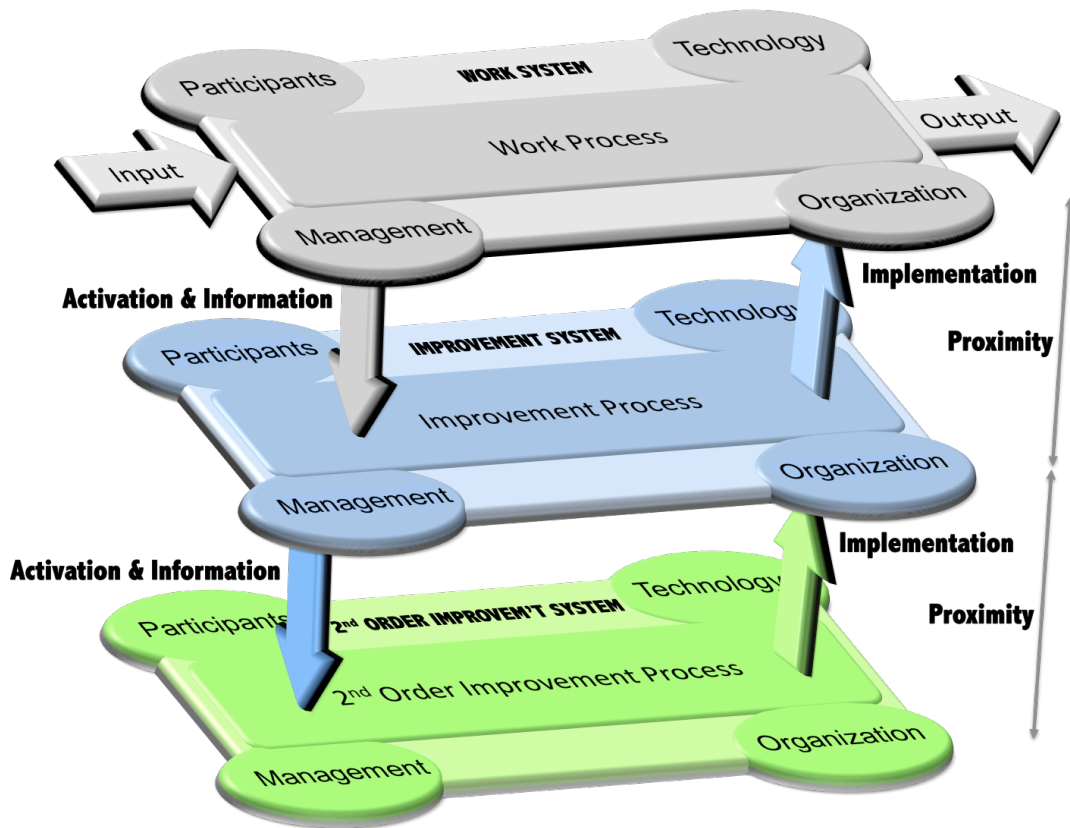 Participants
WORK SYSTEM
Technology
Input
Work Process
Output
Management
Organization
Activation & Information
Implementation
Proximity
Participants
IMPROVEMENT SYSTEM
Technology
Improvement Process
Management
Organization
Activation & Information
Implementation
Proximity
Participants
2nd ORDER IMPROVEM'T SYSTEM
Technology
2nd Order Improvement Process
Management
Organization